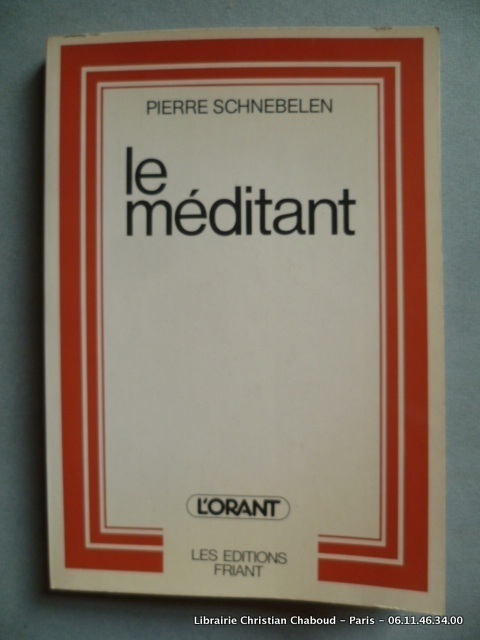 PIERRE SCHNEBELEN
le
méditant
L'ORANT
LES EDITIONS
FRIANT
Librairie Christian Chaboud - Paris - 06.11.46.34.00